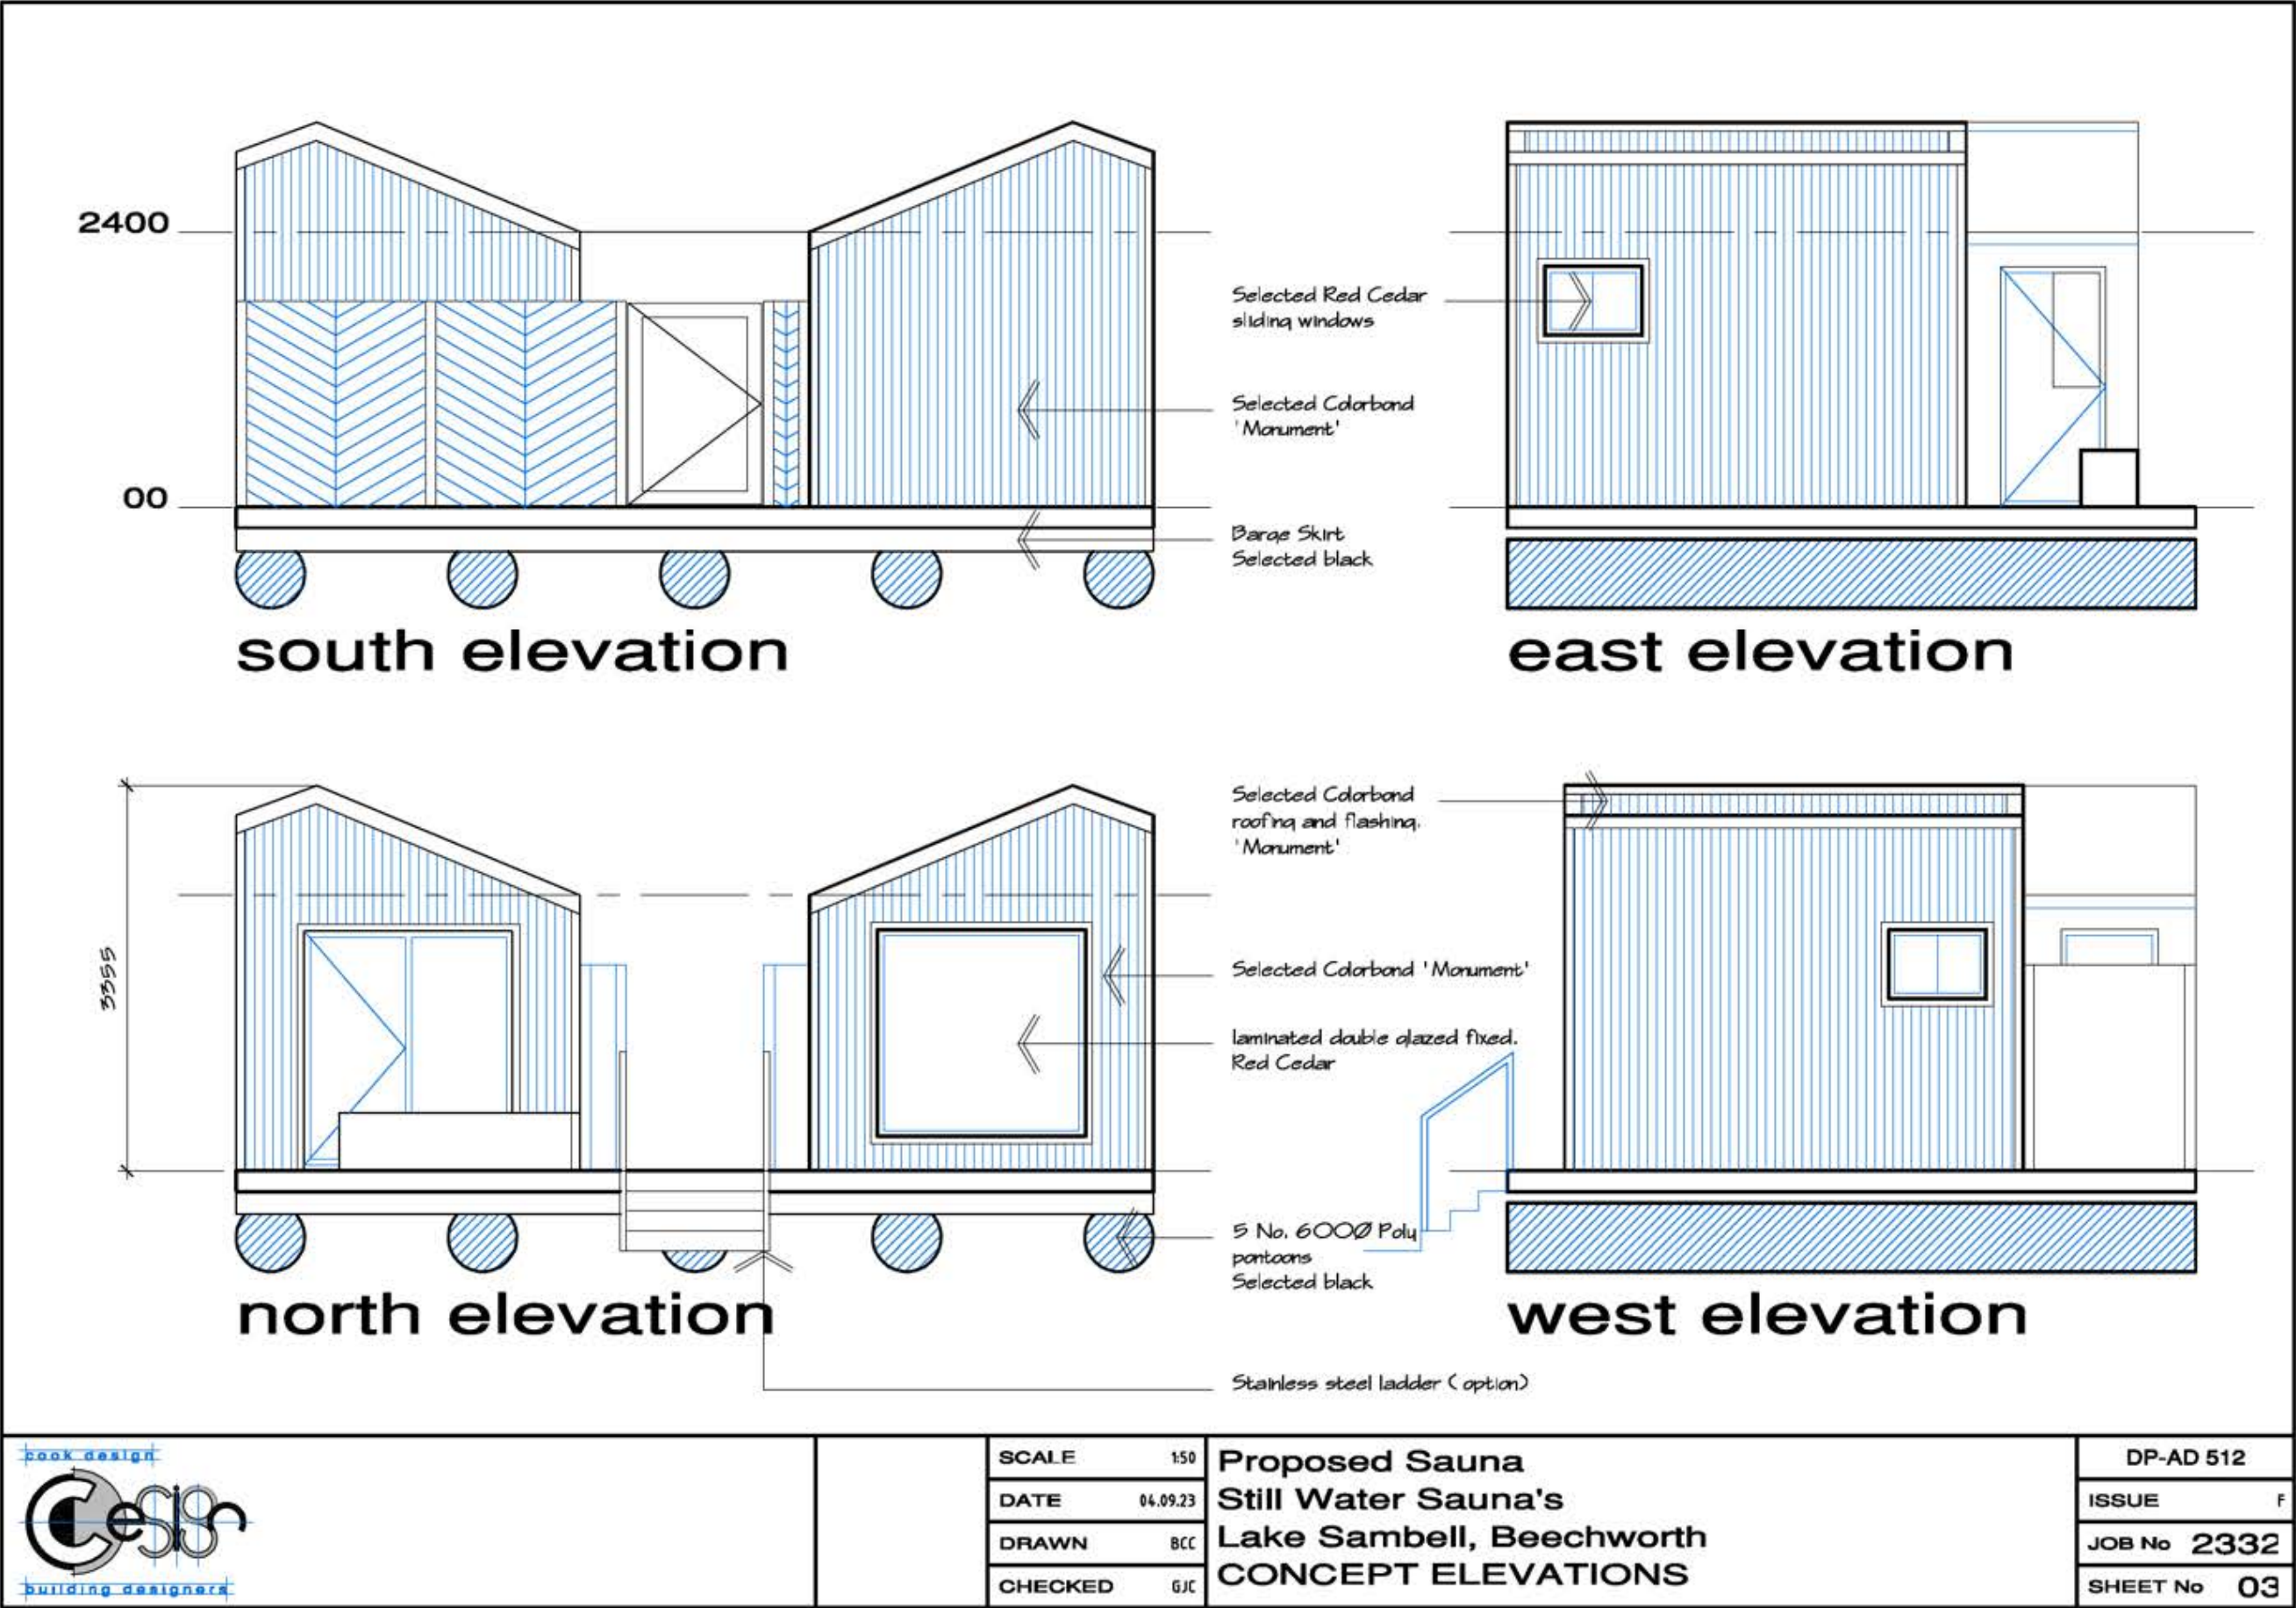 2400
00
Selected Red Cedar
sliding windows
Selected Colorbond
'Monument'
Barge Skirt
Selected black
south elevation
east elevation
3355
Selected Colorbond
roofing and flashing.
'Monument'
Selected Colorbond 'Monument'
laminated double glazed fixed.
Red Cedar
5 No. 600Ø Poly
pontoons
Selected black
north elevation
west elevation
Stainless steel ladder (option)
cook design
Cesign
building designers
SCALE 1:50
DATE 04.09.23
DRAWN BCC
CHECKED GJC
Proposed Sauna
Still Water Sauna's
Lake Sambell, Beechworth
CONCEPT ELEVATIONS
DP-AD 512
ISSUE F
JOB No 2332
SHEET No 03